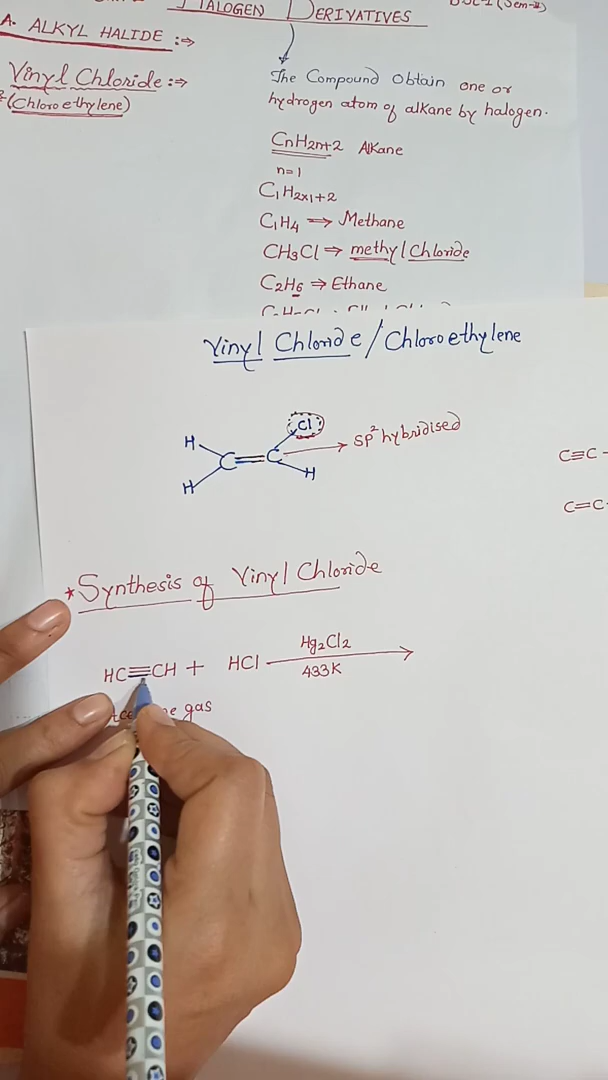 HALOGEN DERIVATIVES
A. ALKYL HALIDE :⇒
Vinyl Chloride :⇒
(Chloro ethylene)
The Compound Obtain one or
hydrogen atom of alkane by halogen.
CnH2n+2 Alkane
n=1
C1H2x1+2
C1H4 ⇒ Methane
CH3Cl ⇒ methyl Chloride
C2H6 ⇒ Ethane
Vinyl Chloride / Chloroethylene
H
Cl
C=C
SP² hybridised
H
H
C≡C -
C=C-
*Synthesis of Vinyl Chloride
HC≡CH + HCl
Hg2Cl2
433K
gas